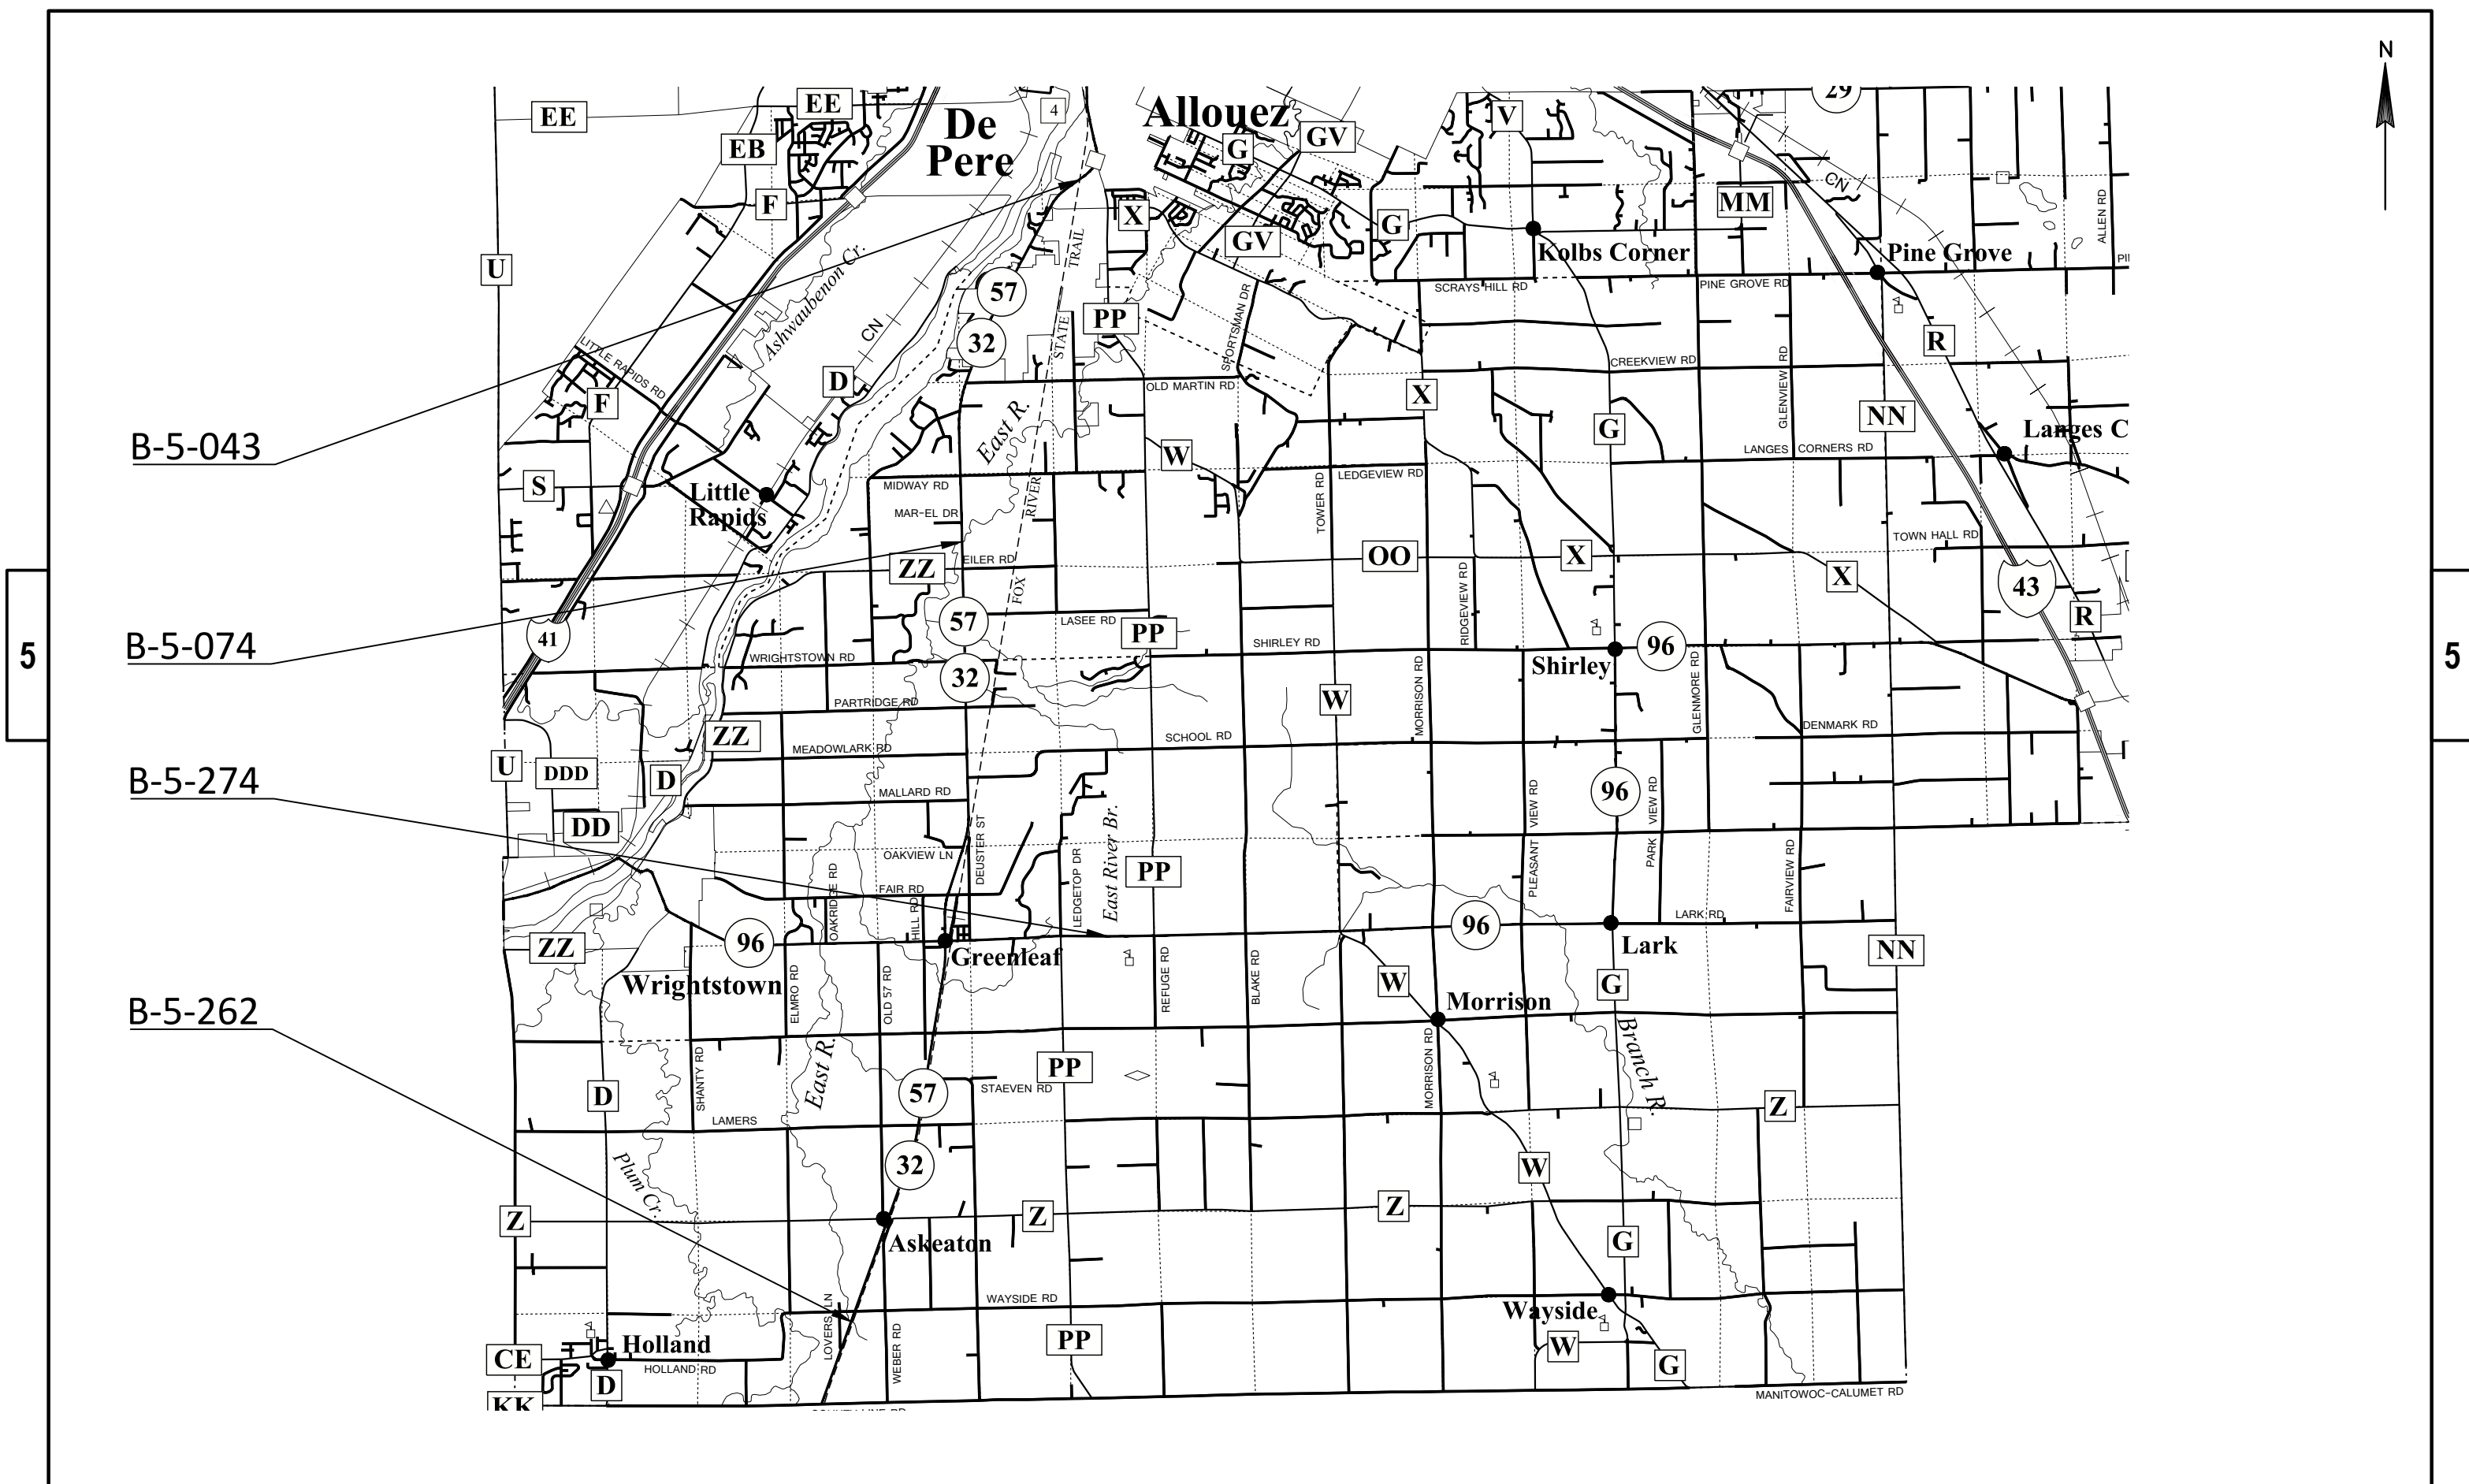 N
EE
EE
De
Pere
4
Allouez
G
GV
V
29
EB
F
X
G
GV
MM
CN
ALLEN RD
Kolbs Corner
Pine Grove
U
Ashwaubenon Cr.
TRAIL
57
SCRAYS HILL RD
PINE GROVE RD
CN
32
STATE
PP
SPORTSMAN DR
R
LITTLE RAPIDS RD
CREEKVIEW RD
GLENVIEW RD
D
OLD MARTIN RD
F
X
NN
B-5-043
East R.
G
Langes C
W
LANGES CORNERS RD
S
Little
Rapids
MIDWAY RD
RIVER
LEDGEVIEW RD
TOWER RD
MAR-EL DR
TOWN HALL RD
ZZ
EILER RD
OO
X
X
43
FOX
RIDGEVIEW RD
57
LASEE RD
R
41
PP
B-5-074
5
5
WRIGHTSTOWN RD
SHIRLEY RD
Shirley
96
32
PARTRIDGE RD
W
MORRISON RD
GLENMORE RD
ZZ
MEADOWLARK RD
SCHOOL RD
DENMARK RD
U
DDD
D
B-5-274
MALLARD RD
96
PLEASANT VIEW RD
PARK VIEW RD
DD
OAKVIEW LN
DEUSTER ST
LEDGETOP DR
East River Br.
PP
FAIRVIEW RD
FAIR RD
OAKRIDGE RD
HILL RD
LARK RD
96
96
ZZ
Greenleaf
Lark
NN
Wrightstown
ELMRO RD
OLD 57 RD
REFUGE RD
BLAKE RD
W
G
Morrison
B-5-262
SHANTY RD
East R.
PP
MORRISON RD
Branch R.
D
57
STAEVEN RD
Z
LAMERS
32
Plum Cr.
W
Z
Z
Z
Askeaton
G
WAYSIDE RD
LOVERS LN
Wayside
WEBER RD
PP
Holland
CE
HOLLAND RD
W
G
D
KK
MANITOWOC-CALUMET RD